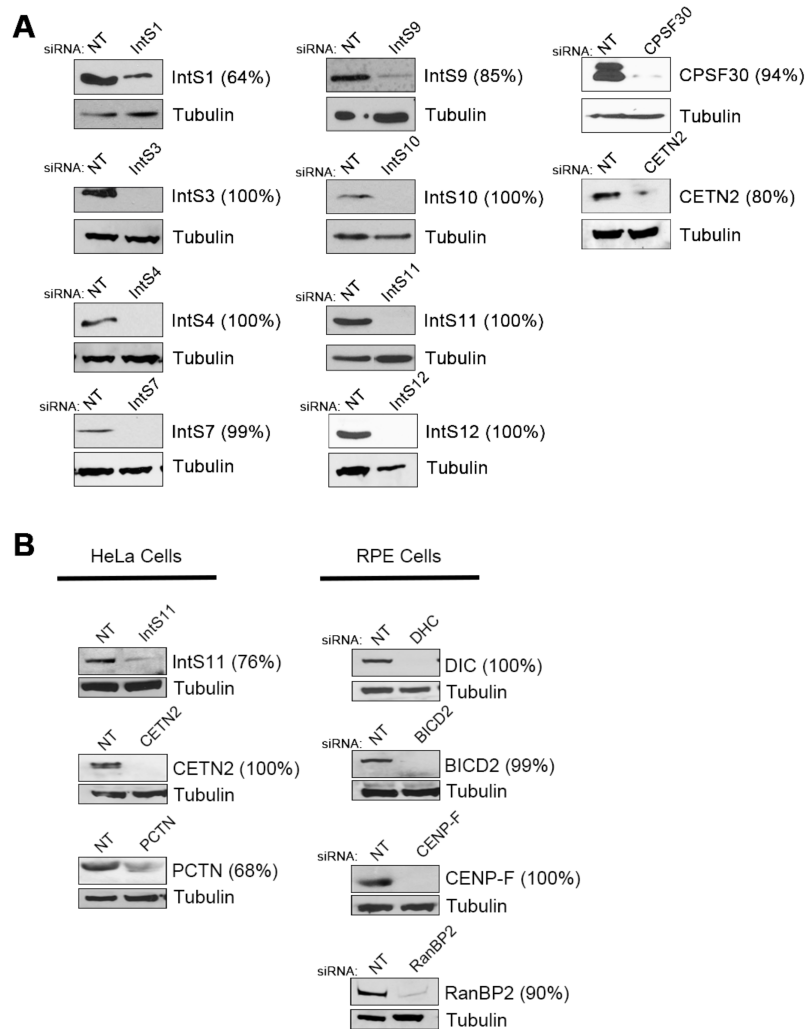 A
siRNA: NT IntS1
IntS1 (64%)
Tubulin
siRNA: NT IntS3
IntS3 (100%)
Tubulin
siRNA: NT IntS4
IntS4 (100%)
Tubulin
siRNA: NT IntS7
IntS7 (99%)
Tubulin
siRNA: NT IntS9
IntS9 (85%)
Tubulin
siRNA: NT IntS10
IntS10 (100%)
Tubulin
siRNA: NT IntS11
IntS11 (100%)
Tubulin
siRNA: NT IntS12
IntS12 (100%)
Tubulin
siRNA: NT CPSF30
CPSF30 (94%)
Tubulin
siRNA: NT CETN2
CETN2 (80%)
Tubulin
B
HeLa Cells
NT IntS11
IntS11 (76%)
Tubulin
NT CETN2
CETN2 (100%)
Tubulin
NT PCTN
PCTN (68%)
Tubulin
RPE Cells
siRNA: NT DHC
DIC (100%)
Tubulin
siRNA: NT BICD2
BICD2 (99%)
Tubulin
siRNA: NT CENP-F
CENP-F (100%)
Tubulin
siRNA: NT RanBP2
RanBP2 (90%)
Tubulin